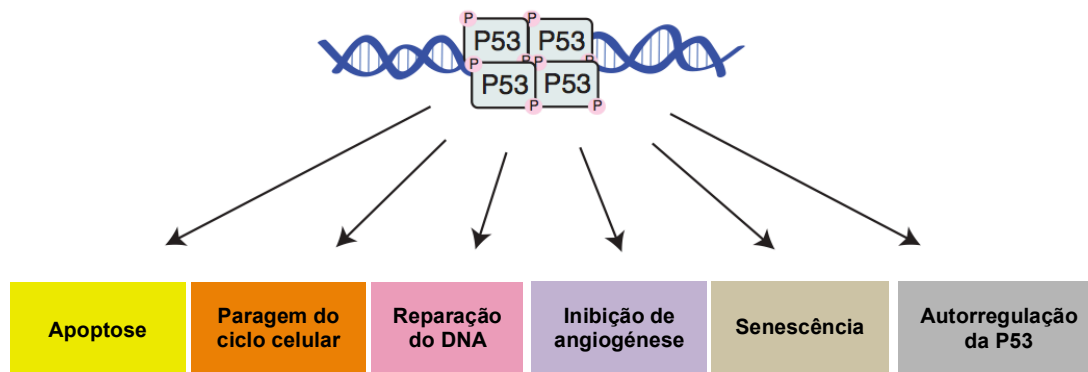 P P
P53 P53
P P P P
P53 P53
P P
Apoptose
Paragem do
ciclo celular
Reparação
do DNA
Inibição de
angiogénese
Senescência
Autorregulação
da P53